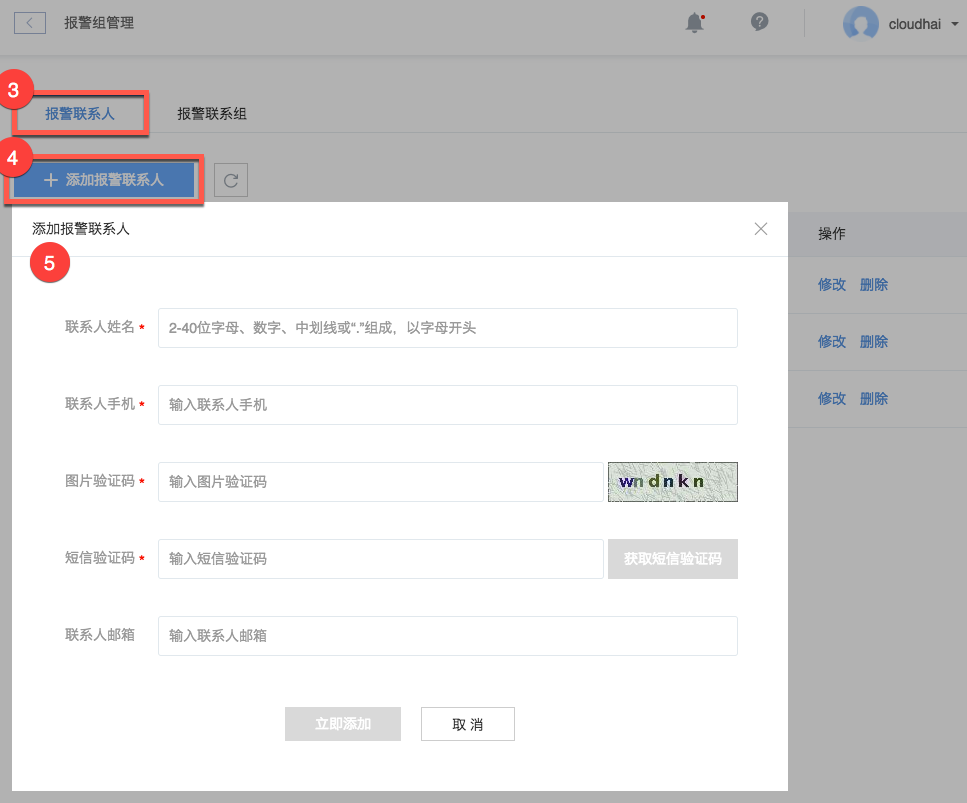 报警组管理
cloudhai
3
报警联系人
报警联系组
4
添加报警联系人
添加报警联系人
操作
5
修改 删除
联系人姓名 * 2-40位字母、数字、中划线或“.”组成，以字母开头
修改 删除
联系人手机 * 输入联系人手机
修改 删除
图片验证码 * 输入图片验证码 wndnkn
短信验证码 * 输入短信验证码 获取短信验证码
联系人邮箱 输入联系人邮箱
立即添加 取 消